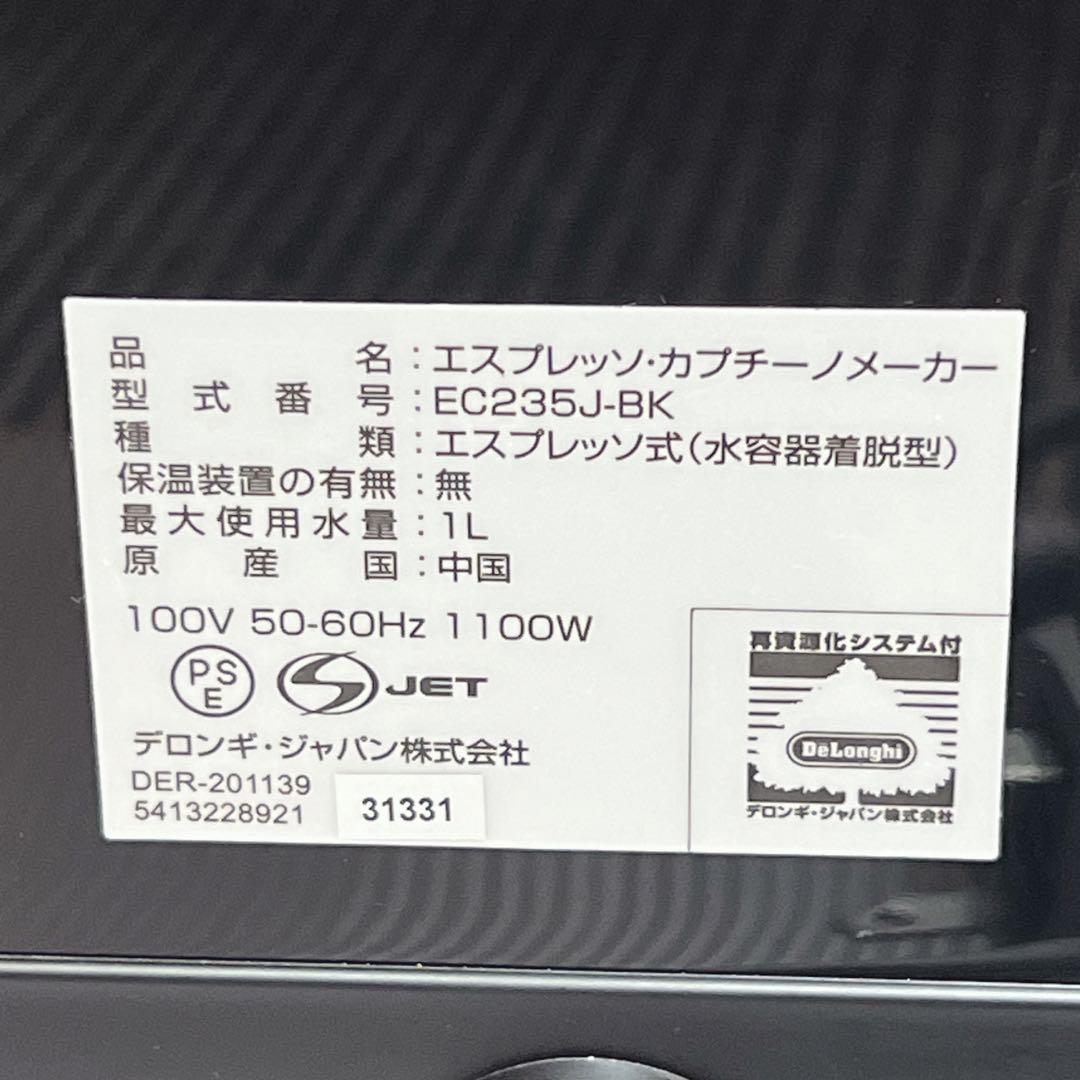 品名：エスプレッソ・カプチーノメーカー
型式番号：EC235J-BK
種類：エスプレッソ式（水容器着脱型）
保温装置の有無：無
最大使用水量：1L
原産国：中国
100V 50-60Hz 1100W
PSE
S JET
デロンギ・ジャパン株式会社
DER-201139
5413228921
31331
再資源化システム付
DeLonghi
デロンギ・ジャパン株式会社